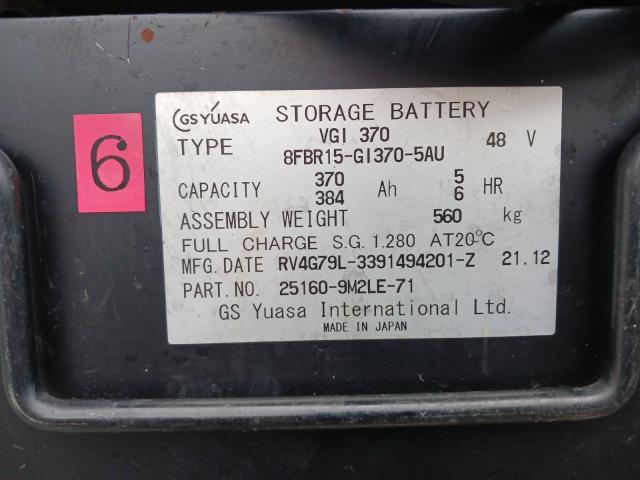 6
GS YUASA STORAGE BATTERY
TYPE VGI 370 48 V
8FBR15-GI370-5AU
CAPACITY 370 Ah 5 HR
384 6
ASSEMBLY WEIGHT 560 kg
FULL CHARGE S.G. 1.280 AT20℃
MFG. DATE RV4G79L-3391494201-Z 21.12
PART. NO. 25160-9M2LE-71
GS Yuasa International Ltd.
MADE IN JAPAN